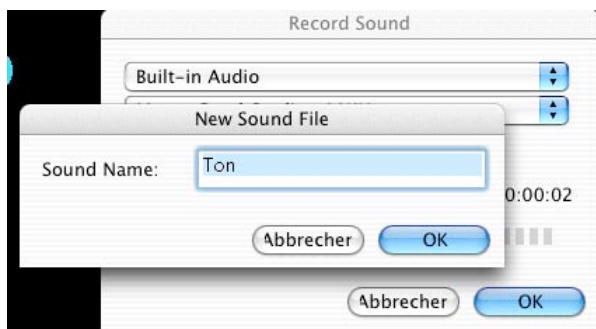 Record Sound
Built-in Audio
New Sound File
Sound Name:
Ton
0:00:02
Abbrecher
OK
Abbrecher
OK